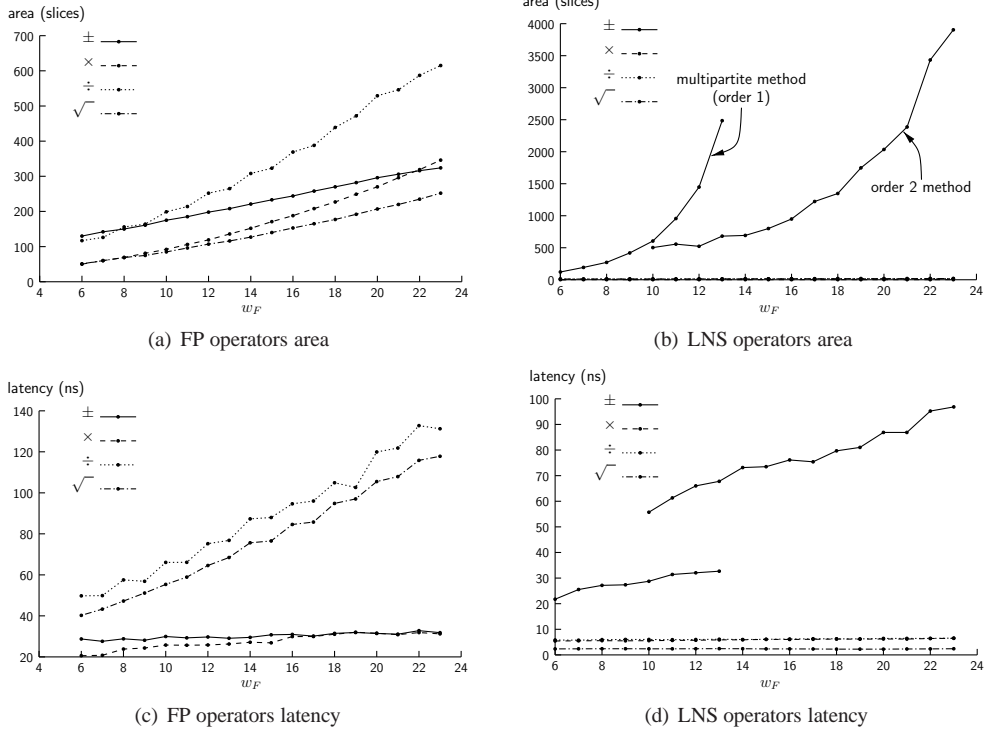 area (slices)
700
600
500
400
300
200
100
0
±
×
÷
√
4 6 8 10 12 14 16 18 20 22 24
w_F
(a) FP operators area
area (slices)
4000
3500
3000
2500
2000
1500
1000
500
0
±
×
÷
√
multipartite method
(order 1)
order 2 method
6 8 10 12 14 16 18 20 22 24
w_F
(b) LNS operators area
latency (ns)
140
120
100
80
60
40
20
±
×
÷
√
4 6 8 10 12 14 16 18 20 22 24
w_F
(c) FP operators latency
latency (ns)
100
90
80
70
60
50
40
30
20
10
0
±
×
÷
√
6 8 10 12 14 16 18 20 22 24
w_F
(d) LNS operators latency